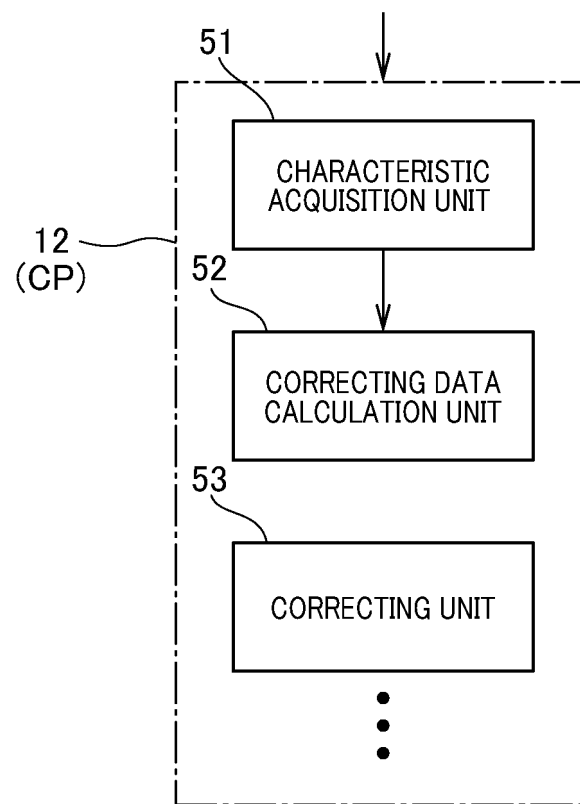 51
CHARACTERISTIC
ACQUISITION UNIT
12
(CP)
52
CORRECTING DATA
CALCULATION UNIT
53
CORRECTING UNIT